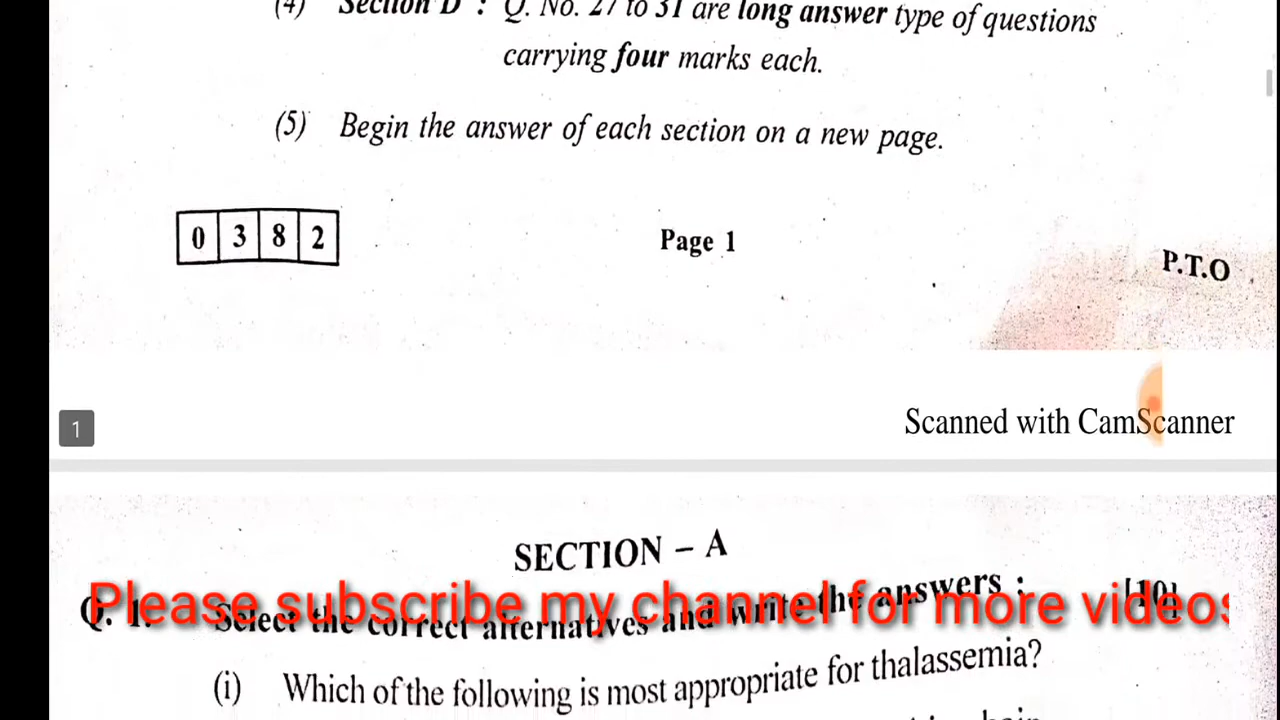 (4) Section D : Q. No. 27 to 31 are long answer type of questions
carrying four marks each.
(5) Begin the answer of each section on a new page.
0 3 8 2
Page 1
P.T.O
1
Scanned with CamScanner
SECTION – A
Please subscribe my channel for more videos
Q. 1. Select the correct alternatives and write the answers : [10]
(i) Which of the following is most appropriate for thalassemia?